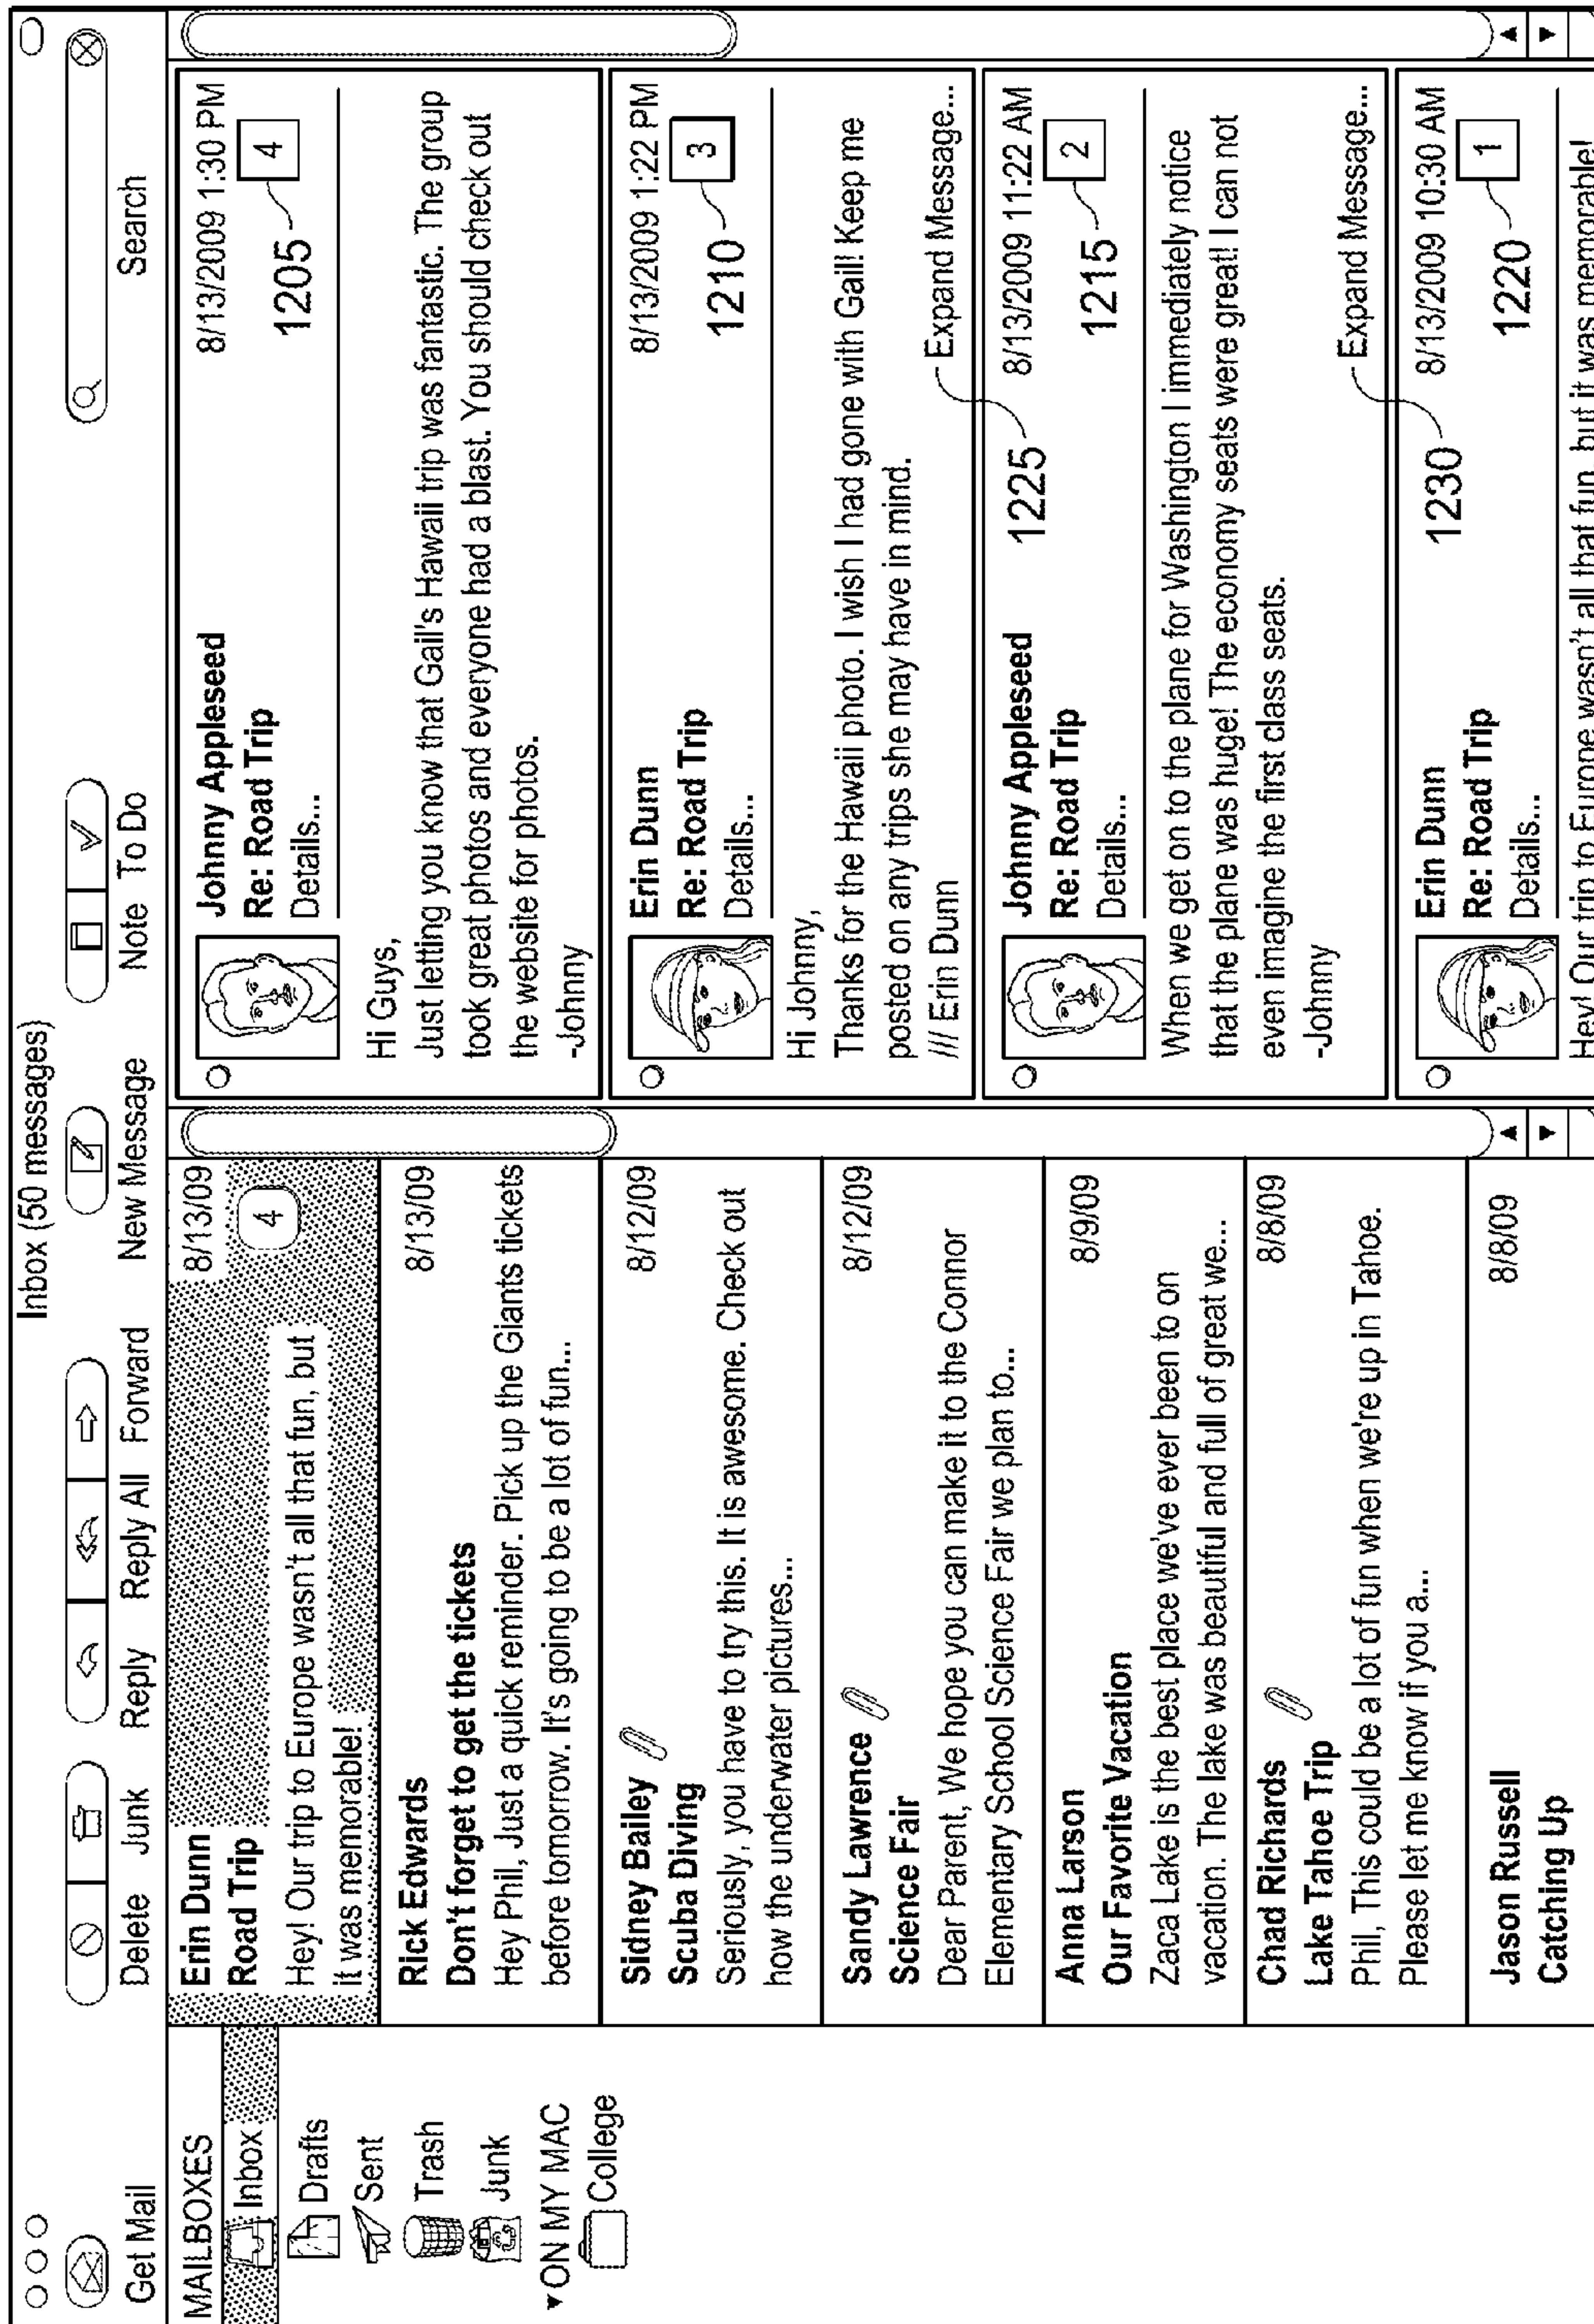 Inbox (50 messages)
Get Mail
Delete Junk
Reply Reply All Forward
New Message
Note To Do
Search
MAILBOXES
Inbox
Drafts
Sent
Trash
Junk
ON MY MAC
College
Erin Dunn 8/13/09
Road Trip 4
Hey! Our trip to Europe wasn't all that fun, but
it was memorable!
Rick Edwards 8/13/09
Don't forget to get the tickets
Hey Phil, Just a quick reminder. Pick up the Giants tickets
before tomorrow. It's going to be a lot of fun...
Sidney Bailey 8/12/09
Scuba Diving
Seriously, you have to try this. It is awesome. Check out
how the underwater pictures...
Sandy Lawrence 8/12/09
Science Fair
Dear Parent, We hope you can make it to the Connor
Elementary School Science Fair we plan to...
Anna Larson 8/9/09
Our Favorite Vacation
Zaca Lake is the best place we've ever been to on
vacation. The lake was beautiful and full of great we...
Chad Richards 8/8/09
Lake Tahoe Trip
Phil, This could be a lot of fun when we're up in Tahoe.
Please let me know if you a...
Jason Russell 8/8/09
Catching Up
Johnny Appleseed 8/13/2009 1:30 PM
Re: Road Trip 4
Details... 1205
Hi Guys,
Just letting you know that Gail's Hawaii trip was fantastic. The group
took great photos and everyone had a blast. You should check out
the website for photos.
-Johnny
Erin Dunn 8/13/2009 1:22 PM
Re: Road Trip 3
Details... 1210
Hi Johnny,
Thanks for the Hawaii photo. I wish I had gone with Gail! Keep me
posted on any trips she may have in mind.
/// Erin Dunn Expand Message...
Johnny Appleseed 1225 8/13/2009 11:22 AM
Re: Road Trip 2
Details... 1215
When we get on to the plane for Washington I immediately notice
that the plane was huge! The economy seats were great! I can not
even imagine the first class seats.
-Johnny Expand Message...
Erin Dunn 1230 8/13/2009 10:30 AM
Re: Road Trip 1
Details... 1220
Hey! Our trip to Europe wasn't all that fun, but it was memorable!